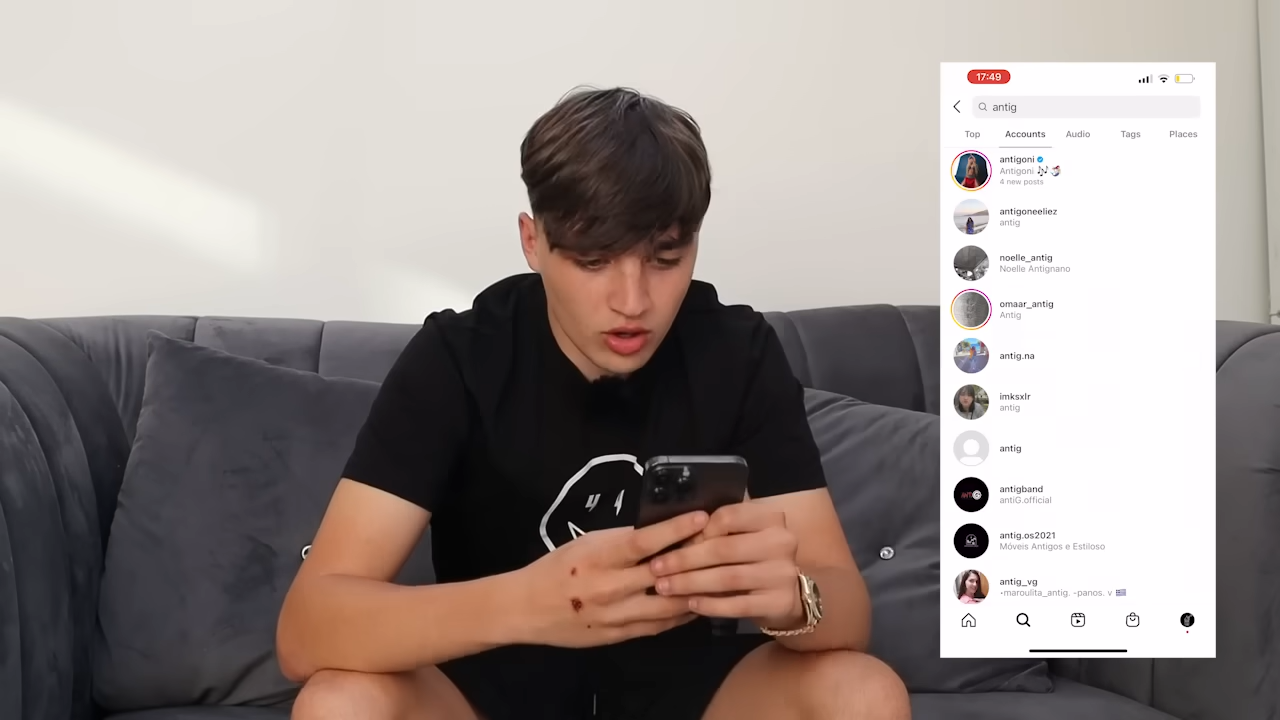 17:49
antig
Top Accounts Audio Tags Places
antigoni
Antigoni 🎶
4 new posts
antigoneeliez
antig
noelle_antig
Noelle Antignano
omaar_antig
Antig
antig.na
imksxlr
antig
antig
antigband
antiG.official
antig.os2021
Móveis Antigos e Estiloso
antig_vg
-maroulita_antig. -panos. v 🇬🇷